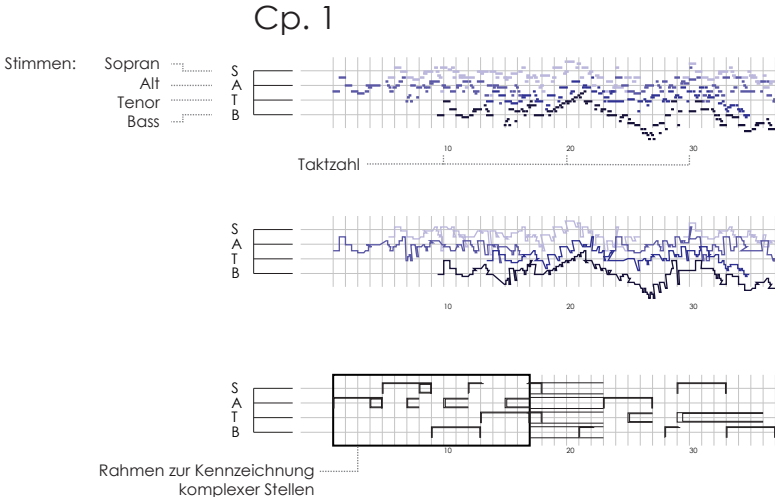 Cp. 1
Stimmen: Sopran
Alt
Tenor
Bass
S
A
T
B
10 20 30
Taktzahl
S
A
T
B
10 20 30
S
A
T
B
10 20 30
Rahmen zur Kennzeichnung
komplexer Stellen